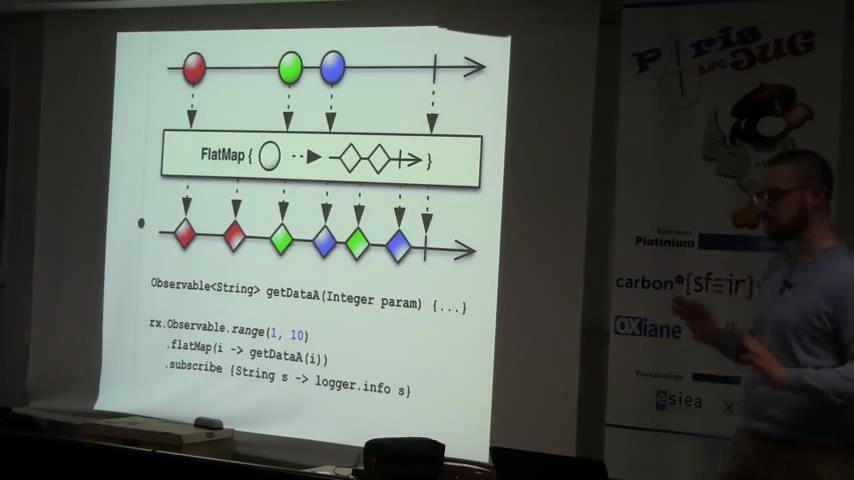 FlatMap { }
Observable<String> getDataA(Integer param) {...}
rx.Observable.range(1, 10)
.flatMap(i -> getDataA(i))
.subscribe {String s -> logger.info s}
Paris
JUG
Platinium
carbon [sfeir]
OXiane
esiea